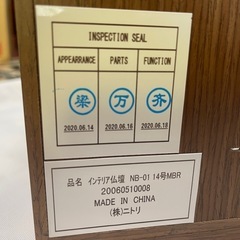 INSPECTION SEAL
APPEARRANCE PARTS FUNCTION
梁 万 齐
2020.06.14 2020.06.16 2020.06.18
品名 インテリア仏壇 NB-01 14号MBR
20060510008
MADE IN CHINA
(株)ニトリ